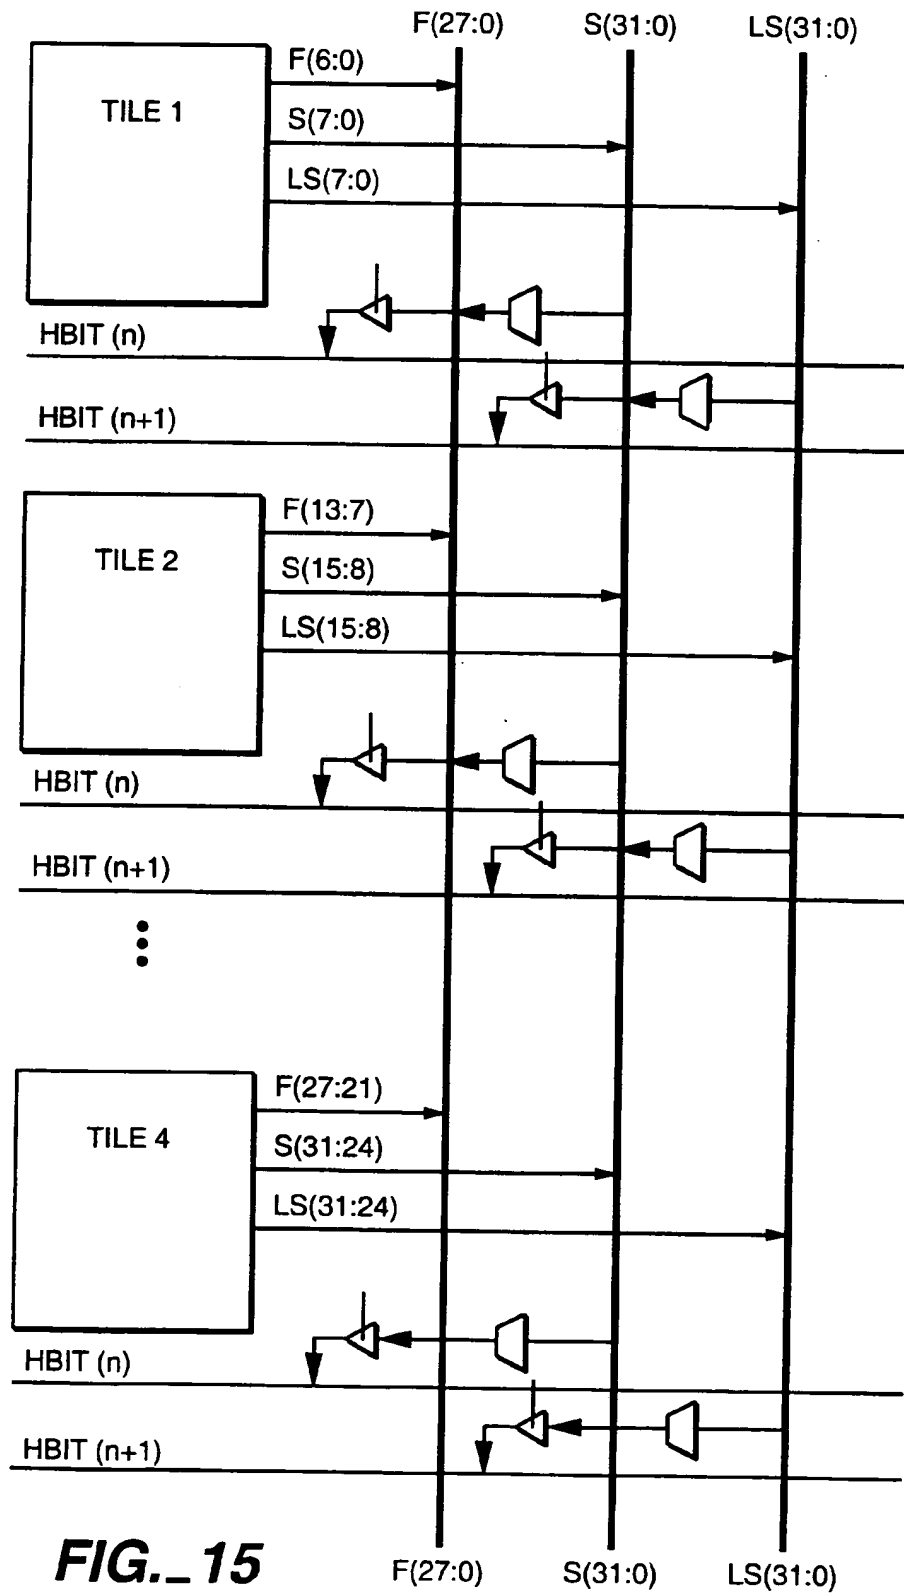 F(27:0) S(31:0) LS(31:0)
TILE 1
F(6:0)
S(7:0)
LS(7:0)
HBIT (n)
HBIT (n+1)
TILE 2
F(13:7)
S(15:8)
LS(15:8)
HBIT (n)
HBIT (n+1)
TILE 4
F(27:21)
S(31:24)
LS(31:24)
HBIT (n)
HBIT (n+1)
FIG._15
F(27:0) S(31:0) LS(31:0)